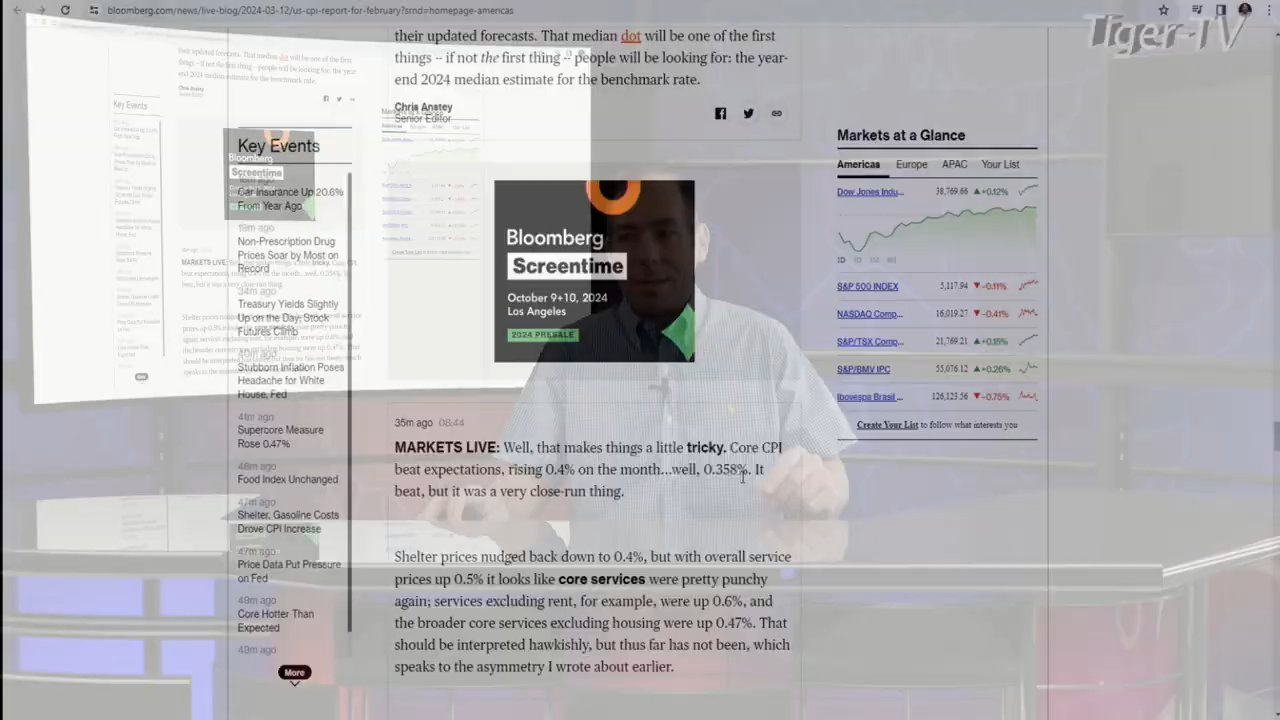 bloomberg.com/news/live-blog/2024-03-12/us-cpi-report-for-february?srnd=homepage-americas
Tiger-TV
their updated forecasts. That median dot will be one of the first
things -- if not the first thing -- people will be looking for: the year-
end 2024 median estimate for the benchmark rate.
Chris Anstey
Senior Editor
Key Events
Car Insurance Up 20.6%
From Year Ago
19m ago
Non-Prescription Drug
Prices Soar by Most on
Record
34m ago
Treasury Yields Slightly
Up on the Day; Stock
Futures Climb
40m ago
Stubborn Inflation Poses
Headache for White
House, Fed
41m ago
Supercore Measure
Rose 0.47%
46m ago
Food Index Unchanged
47m ago
Shelter, Gasoline Costs
Drove CPI Increase
47m ago
Price Data Put Pressure
on Fed
49m ago
Core Hotter Than
Expected
49m ago
More
Bloomberg
Screentime
October 9+10, 2024
Los Angeles
2024 PRESALE
35m ago 08:44
MARKETS LIVE: Well, that makes things a little tricky. Core CPI
beat expectations, rising 0.4% on the month...well, 0.358%. It
beat, but it was a very close-run thing.
Shelter prices nudged back down to 0.4%, but with overall service
prices up 0.5% it looks like core services were pretty punchy
again; services excluding rent, for example, were up 0.6%, and
the broader core services excluding housing were up 0.47%. That
should be interpreted hawkishly, but thus far has not been, which
speaks to the asymmetry I wrote about earlier.
Markets at a Glance
Americas Europe APAC Your List
Dow Jones Indu... 38,769.66 ▲+0.12%
1D
S&P 500 INDEX 5,117.94 ▼-0.11%
NASDAQ Comp... 16,019.27 ▼-0.41%
S&P/TSX Comp... 21,769.21 ▲+0.15%
S&P/BMV IPC 55,076.12 ▲+0.26%
Ibovespa Brasil ... 126,123.56 ▼-0.75%
Create Your List to follow what interests you